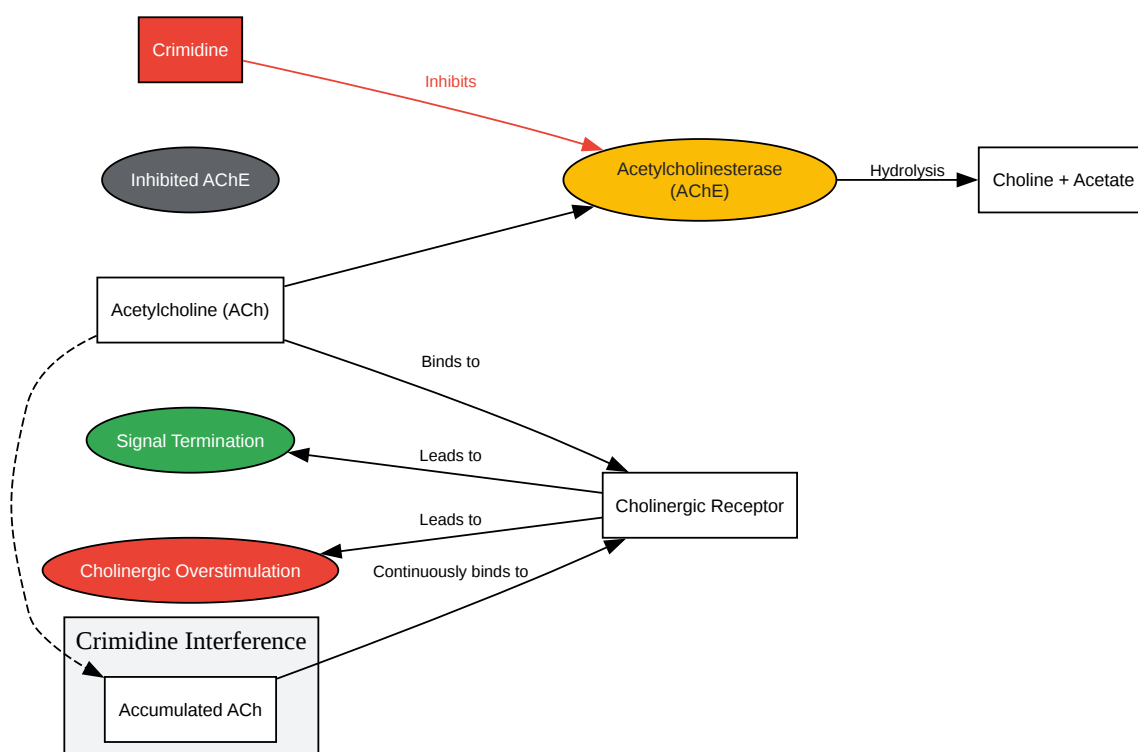 Crimidine
Inhibits
Inhibited AChE
Acetylcholinesterase
(AChE)
Hydrolysis
Choline + Acetate
Acetylcholine (ACh)
Binds to
Signal Termination
Leads to
Cholinergic Receptor
Leads to
Cholinergic Overstimulation
Continuously binds to
Crimidine Interference
Accumulated ACh